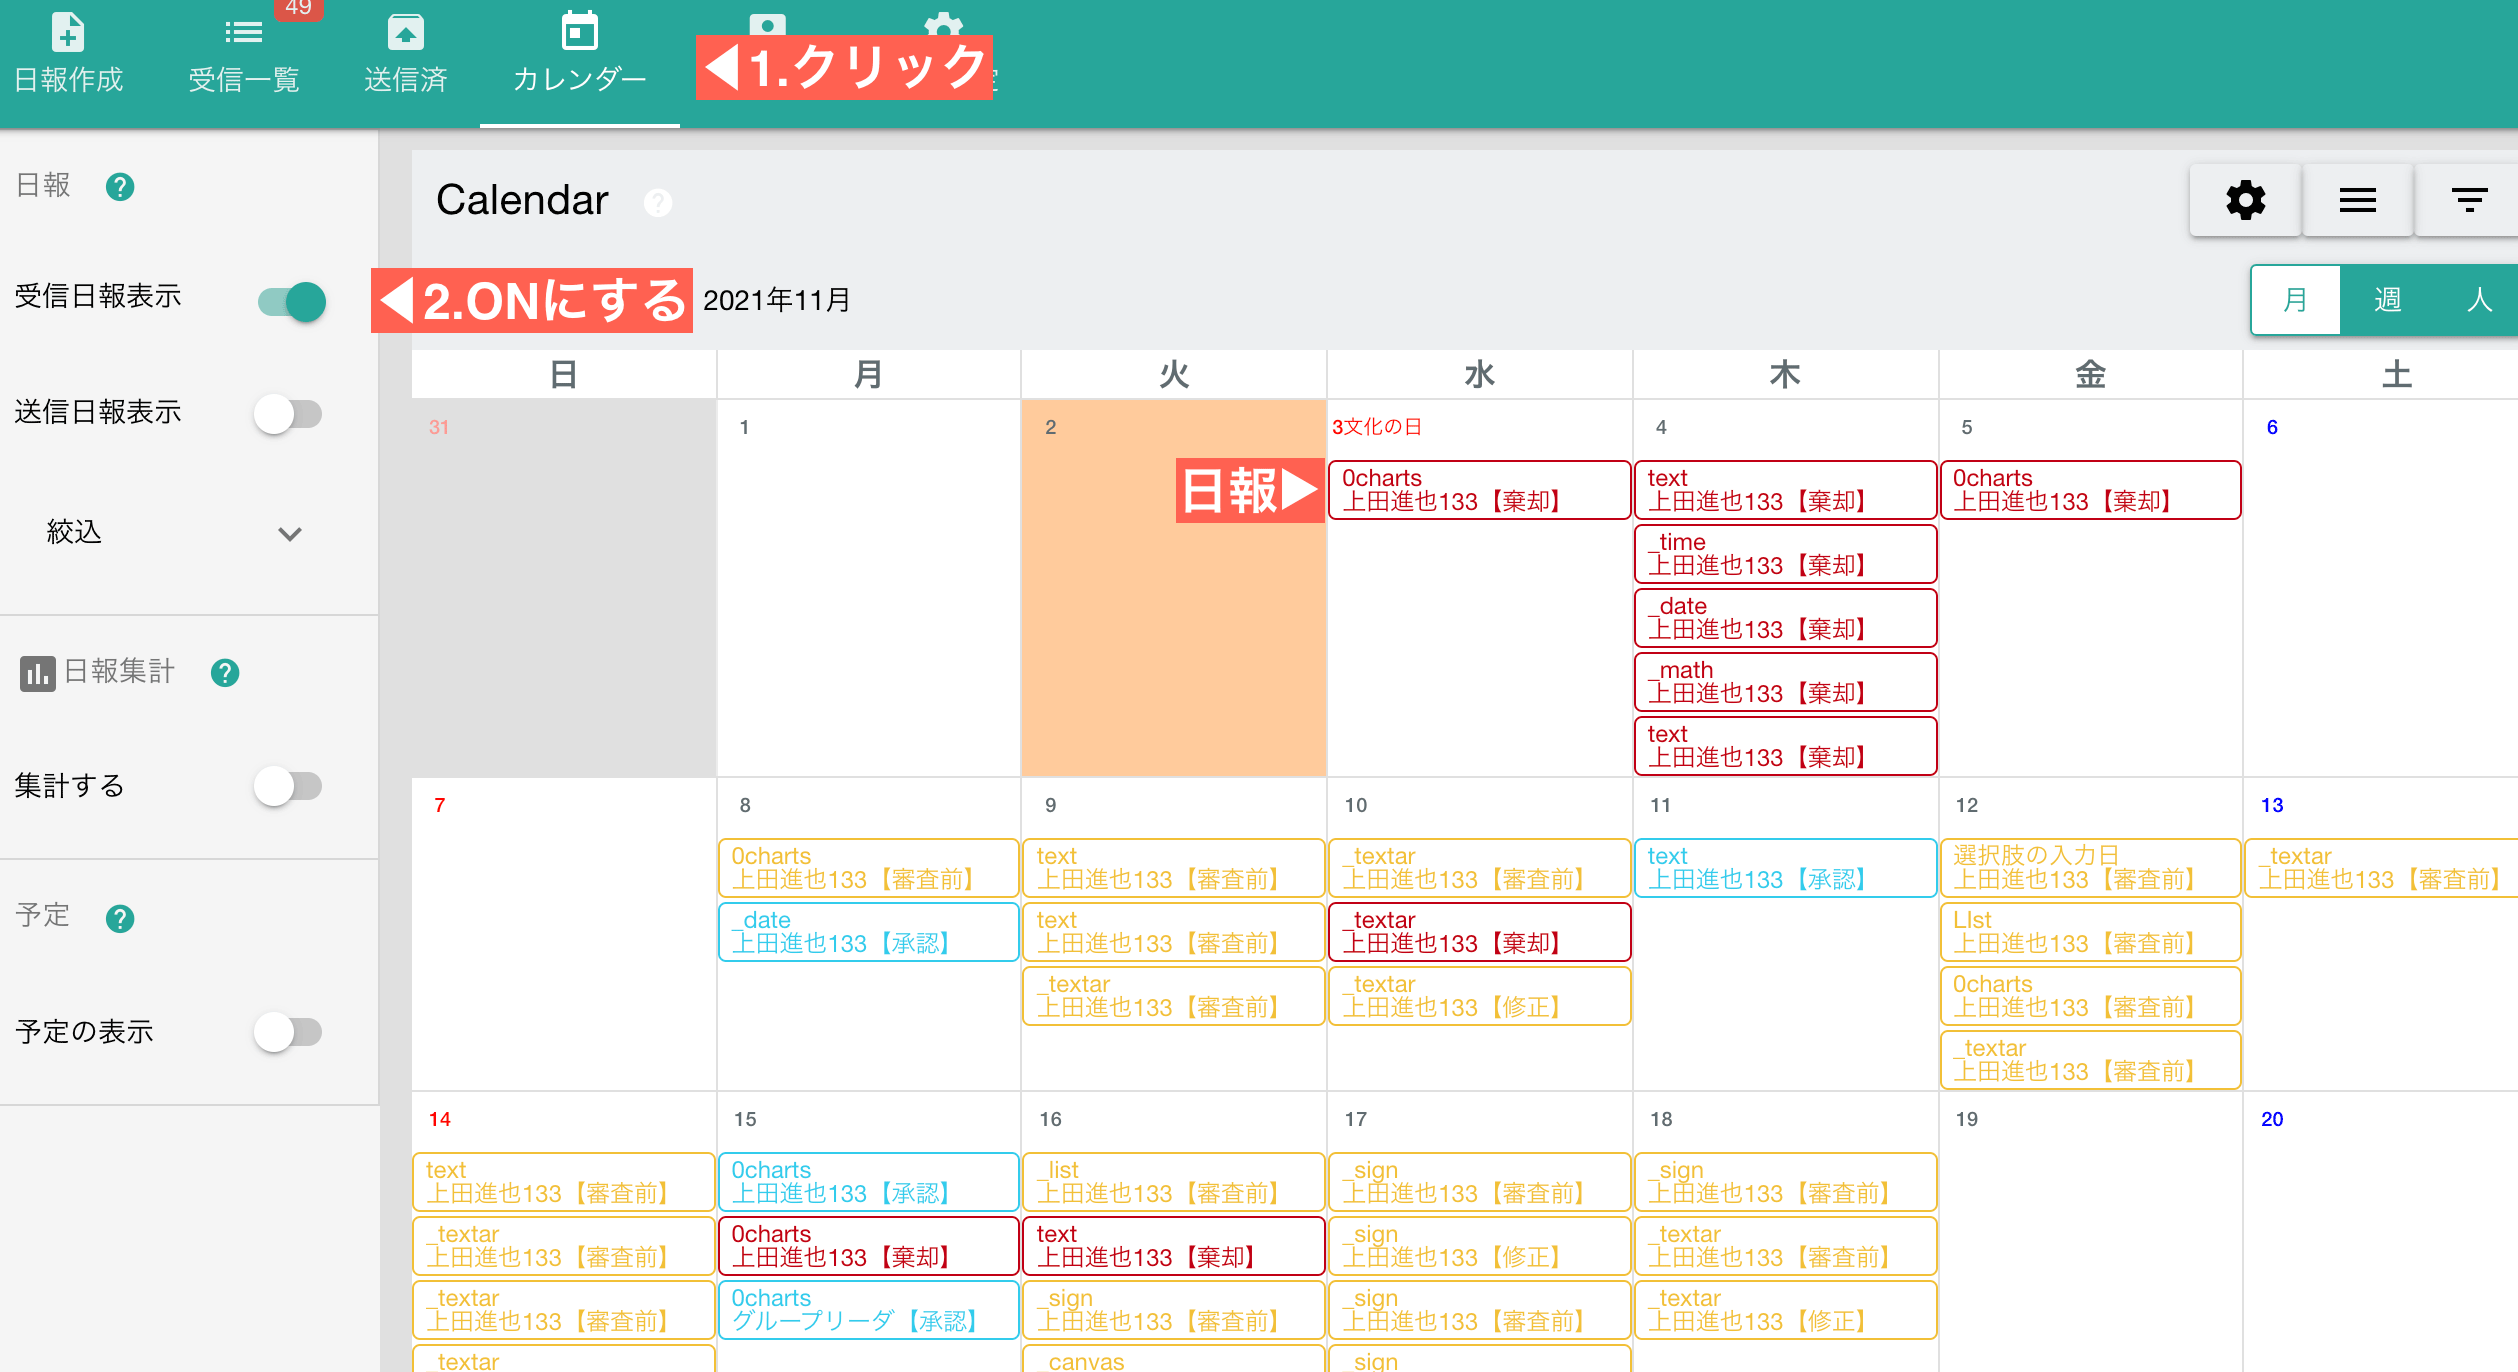 49
日報作成
受信一覧
送信済
カレンダー
◀1.クリック
日報
受信日報表示
送信日報表示
絞込
日報集計
集計する
予定
予定の表示
Calendar
◀2.ONにする
2021年11月
月 週 人
日 月 火 水 木 金 土
31 1 2 3文化の日 4 5 6
日報▶
0charts
上田進也133【棄却】
text
上田進也133【棄却】
_time
上田進也133【棄却】
_date
上田進也133【棄却】
_math
上田進也133【棄却】
text
上田進也133【棄却】
0charts
上田進也133【棄却】
7 8 9 10 11 12 13
0charts
上田進也133【審査前】
_date
上田進也133【承認】
text
上田進也133【審査前】
text
上田進也133【審査前】
_textar
上田進也133【審査前】
_textar
上田進也133【審査前】
_textar
上田進也133【棄却】
_textar
上田進也133【修正】
text
上田進也133【承認】
選択肢の入力日
上田進也133【審査前】
LIst
上田進也133【審査前】
0charts
上田進也133【審査前】
_textar
上田進也133【審査前】
_textar
上田進也133【審査前】
14 15 16 17 18 19 20
text
上田進也133【審査前】
_textar
上田進也133【審査前】
_textar
上田進也133【審査前】
_textar
0charts
上田進也133【承認】
0charts
上田進也133【棄却】
0charts
グループリーダ【承認】
_list
上田進也133【審査前】
text
上田進也133【棄却】
_sign
上田進也133【審査前】
_canvas
_sign
上田進也133【審査前】
_sign
上田進也133【修正】
_sign
上田進也133【審査前】
_sign
_sign
上田進也133【審査前】
_textar
上田進也133【審査前】
_textar
上田進也133【修正】